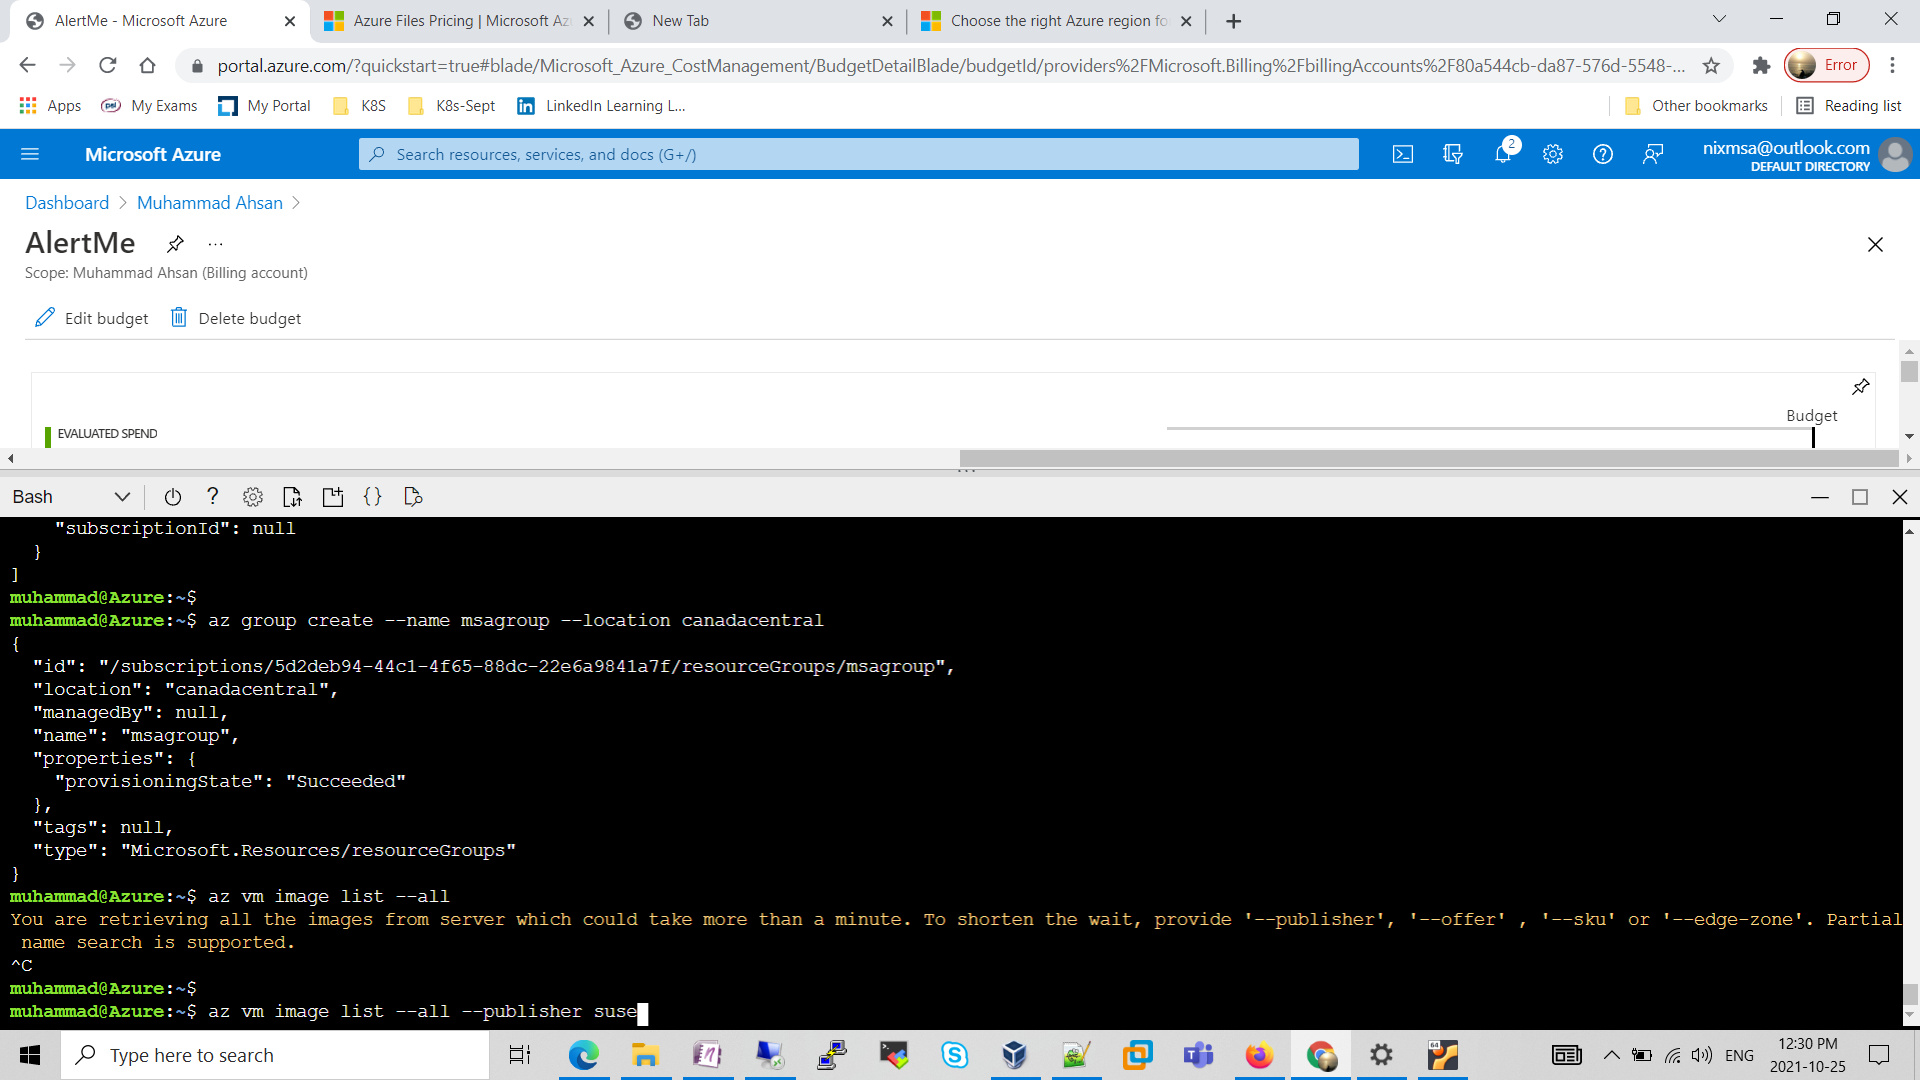 AlertMe - Microsoft Azure
Azure Files Pricing | Microsoft Az
New Tab
Choose the right Azure region fo
portal.azure.com/?quickstart=true#blade/Microsoft_Azure_CostManagement/BudgetDetailBlade/budgetId/providers%2FMicrosoft.Billing%2FbillingAccounts%2F80a544cb-da87-576d-5548-...
Error
Apps
psi
My Exams
My Portal
K8S
K8s-Sept
LinkedIn Learning L...
Other bookmarks
Reading list
Microsoft Azure
Search resources, services, and docs (G+/)
2
nixmsa@outlook.com
DEFAULT DIRECTORY
Dashboard > Muhammad Ahsan >
AlertMe
...
Scope: Muhammad Ahsan (Billing account)
Edit budget
Delete budget
Budget
EVALUATED SPEND
Bash
?
{}
    "subscriptionId": null
  }
]
muhammad@Azure:~$
muhammad@Azure:~$ az group create --name msagroup --location canadacentral
{
  "id": "/subscriptions/5d2deb94-44c1-4f65-88dc-22e6a9841a7f/resourceGroups/msagroup",
  "location": "canadacentral",
  "managedBy": null,
  "name": "msagroup",
  "properties": {
    "provisioningState": "Succeeded"
  },
  "tags": null,
  "type": "Microsoft.Resources/resourceGroups"
}
muhammad@Azure:~$ az vm image list --all
You are retrieving all the images from server which could take more than a minute. To shorten the wait, provide '--publisher', '--offer' , '--sku' or '--edge-zone'. Partial
 name search is supported.
^C
muhammad@Azure:~$
muhammad@Azure:~$ az vm image list --all --publisher suse
Type here to search
64
ENG
12:30 PM
2021-10-25